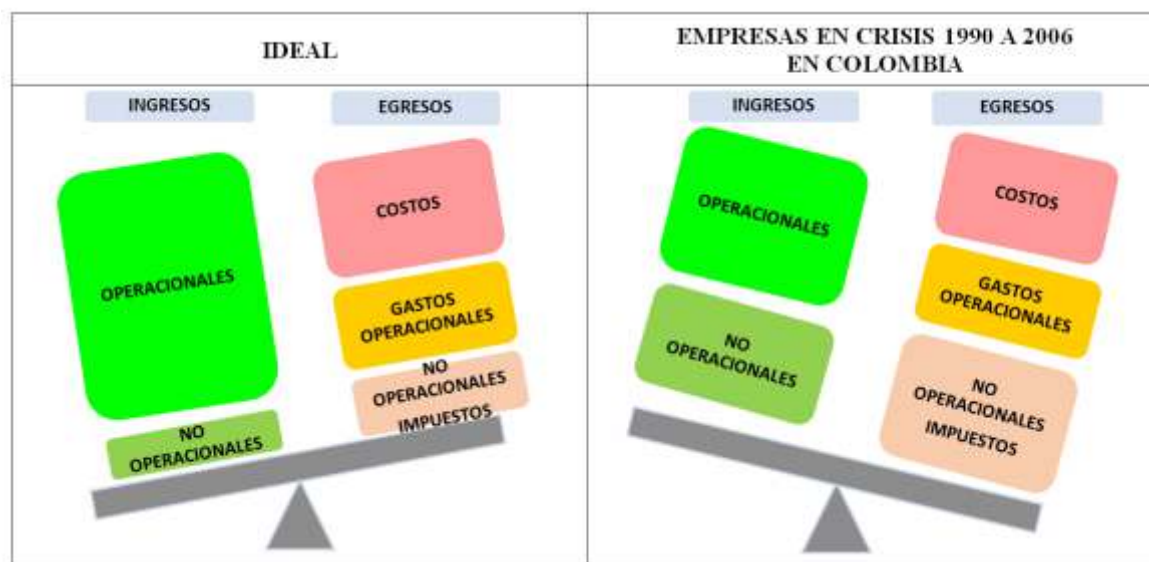 IDEAL
EMPRESAS EN CRISIS 1990 A 2006
EN COLOMBIA
INGRESOS
EGRESOS
OPERACIONALES
NO
OPERACIONALES
COSTOS
GASTOS
OPERACIONALES
NO
OPERACIONALES
IMPUESTOS
INGRESOS
EGRESOS
OPERACIONALES
NO
OPERACIONALES
COSTOS
GASTOS
OPERACIONALES
NO
OPERACIONALES
IMPUESTOS